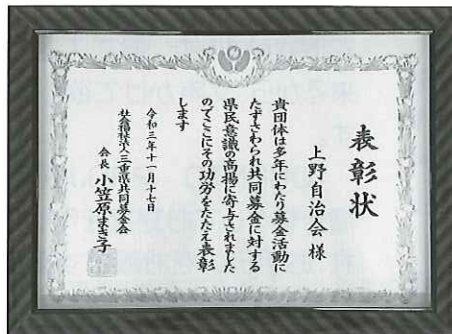 表彰状
上野自治会 様
貴団体は多年にわたり募金活動に
たずさわられ共同募金に対する
県民意識の高揚に寄与されました
のでここにその功労をたたえ表彰
します
令和三年十一月十七日
社会福祉法人 三重県共同募金会
会長 小笠原まき子